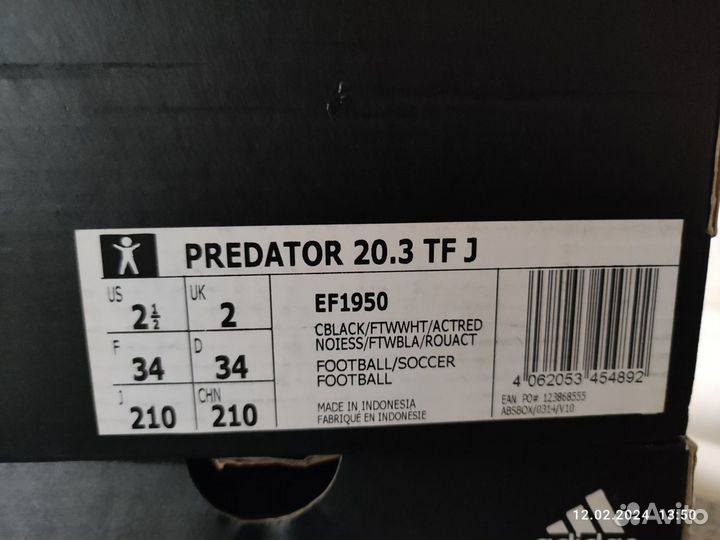 PREDATOR 20.3 TF J
US 2½ UK 2
F 34 D 34
J 210 CHN 210
EF1950
CBLACK/FTWWHT/ACTRED
NOIESS/FTWBLA/ROUACT
FOOTBALL/SOCCER
FOOTBALL
MADE IN INDONESIA
FABRIQUÉ EN INDONESIE
4 062053 454892
EAN PO# 123868555
ABSBOX/0314/V10
adidas
Avito
12.02.2024 13:50